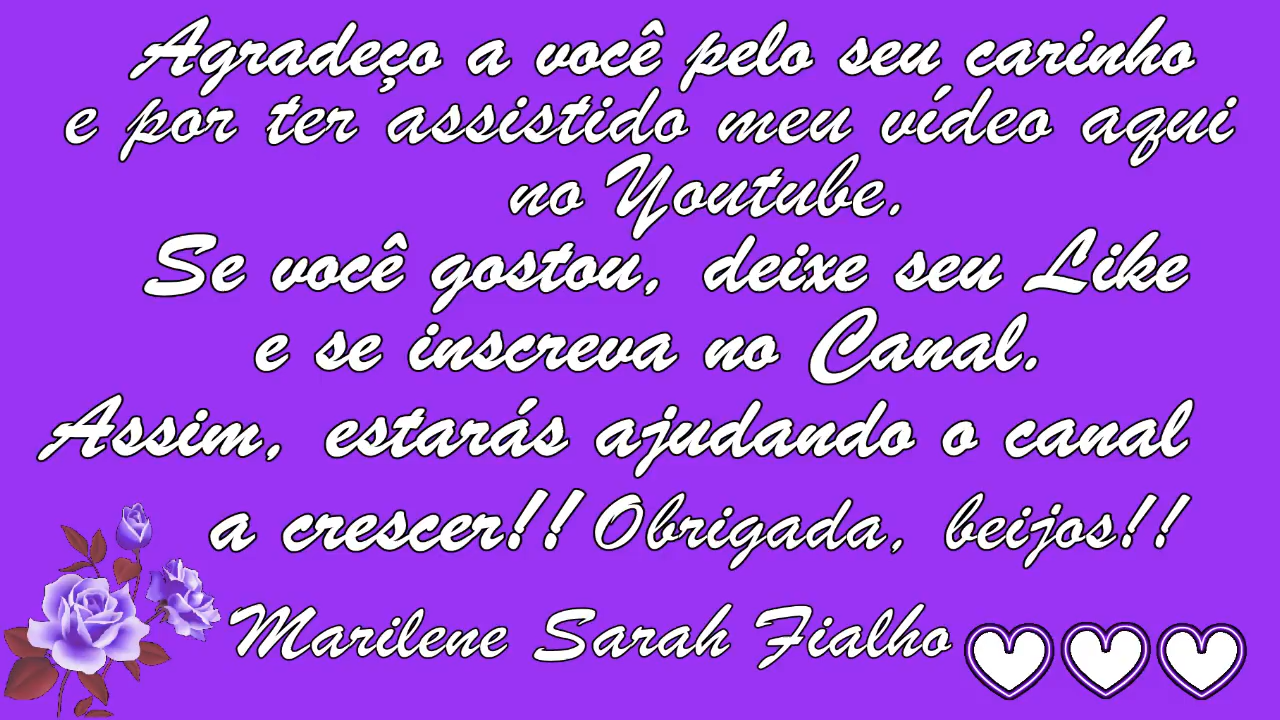 Agradeço a você pelo seu carinho
e por ter assistido meu vídeo aqui
no Youtube.
Se você gostou, deixe seu Like
e se inscreva no Canal.
Assim, estarás ajudando o canal
a crescer!! Obrigada, beijos!!
Marilene Sarah Fialho